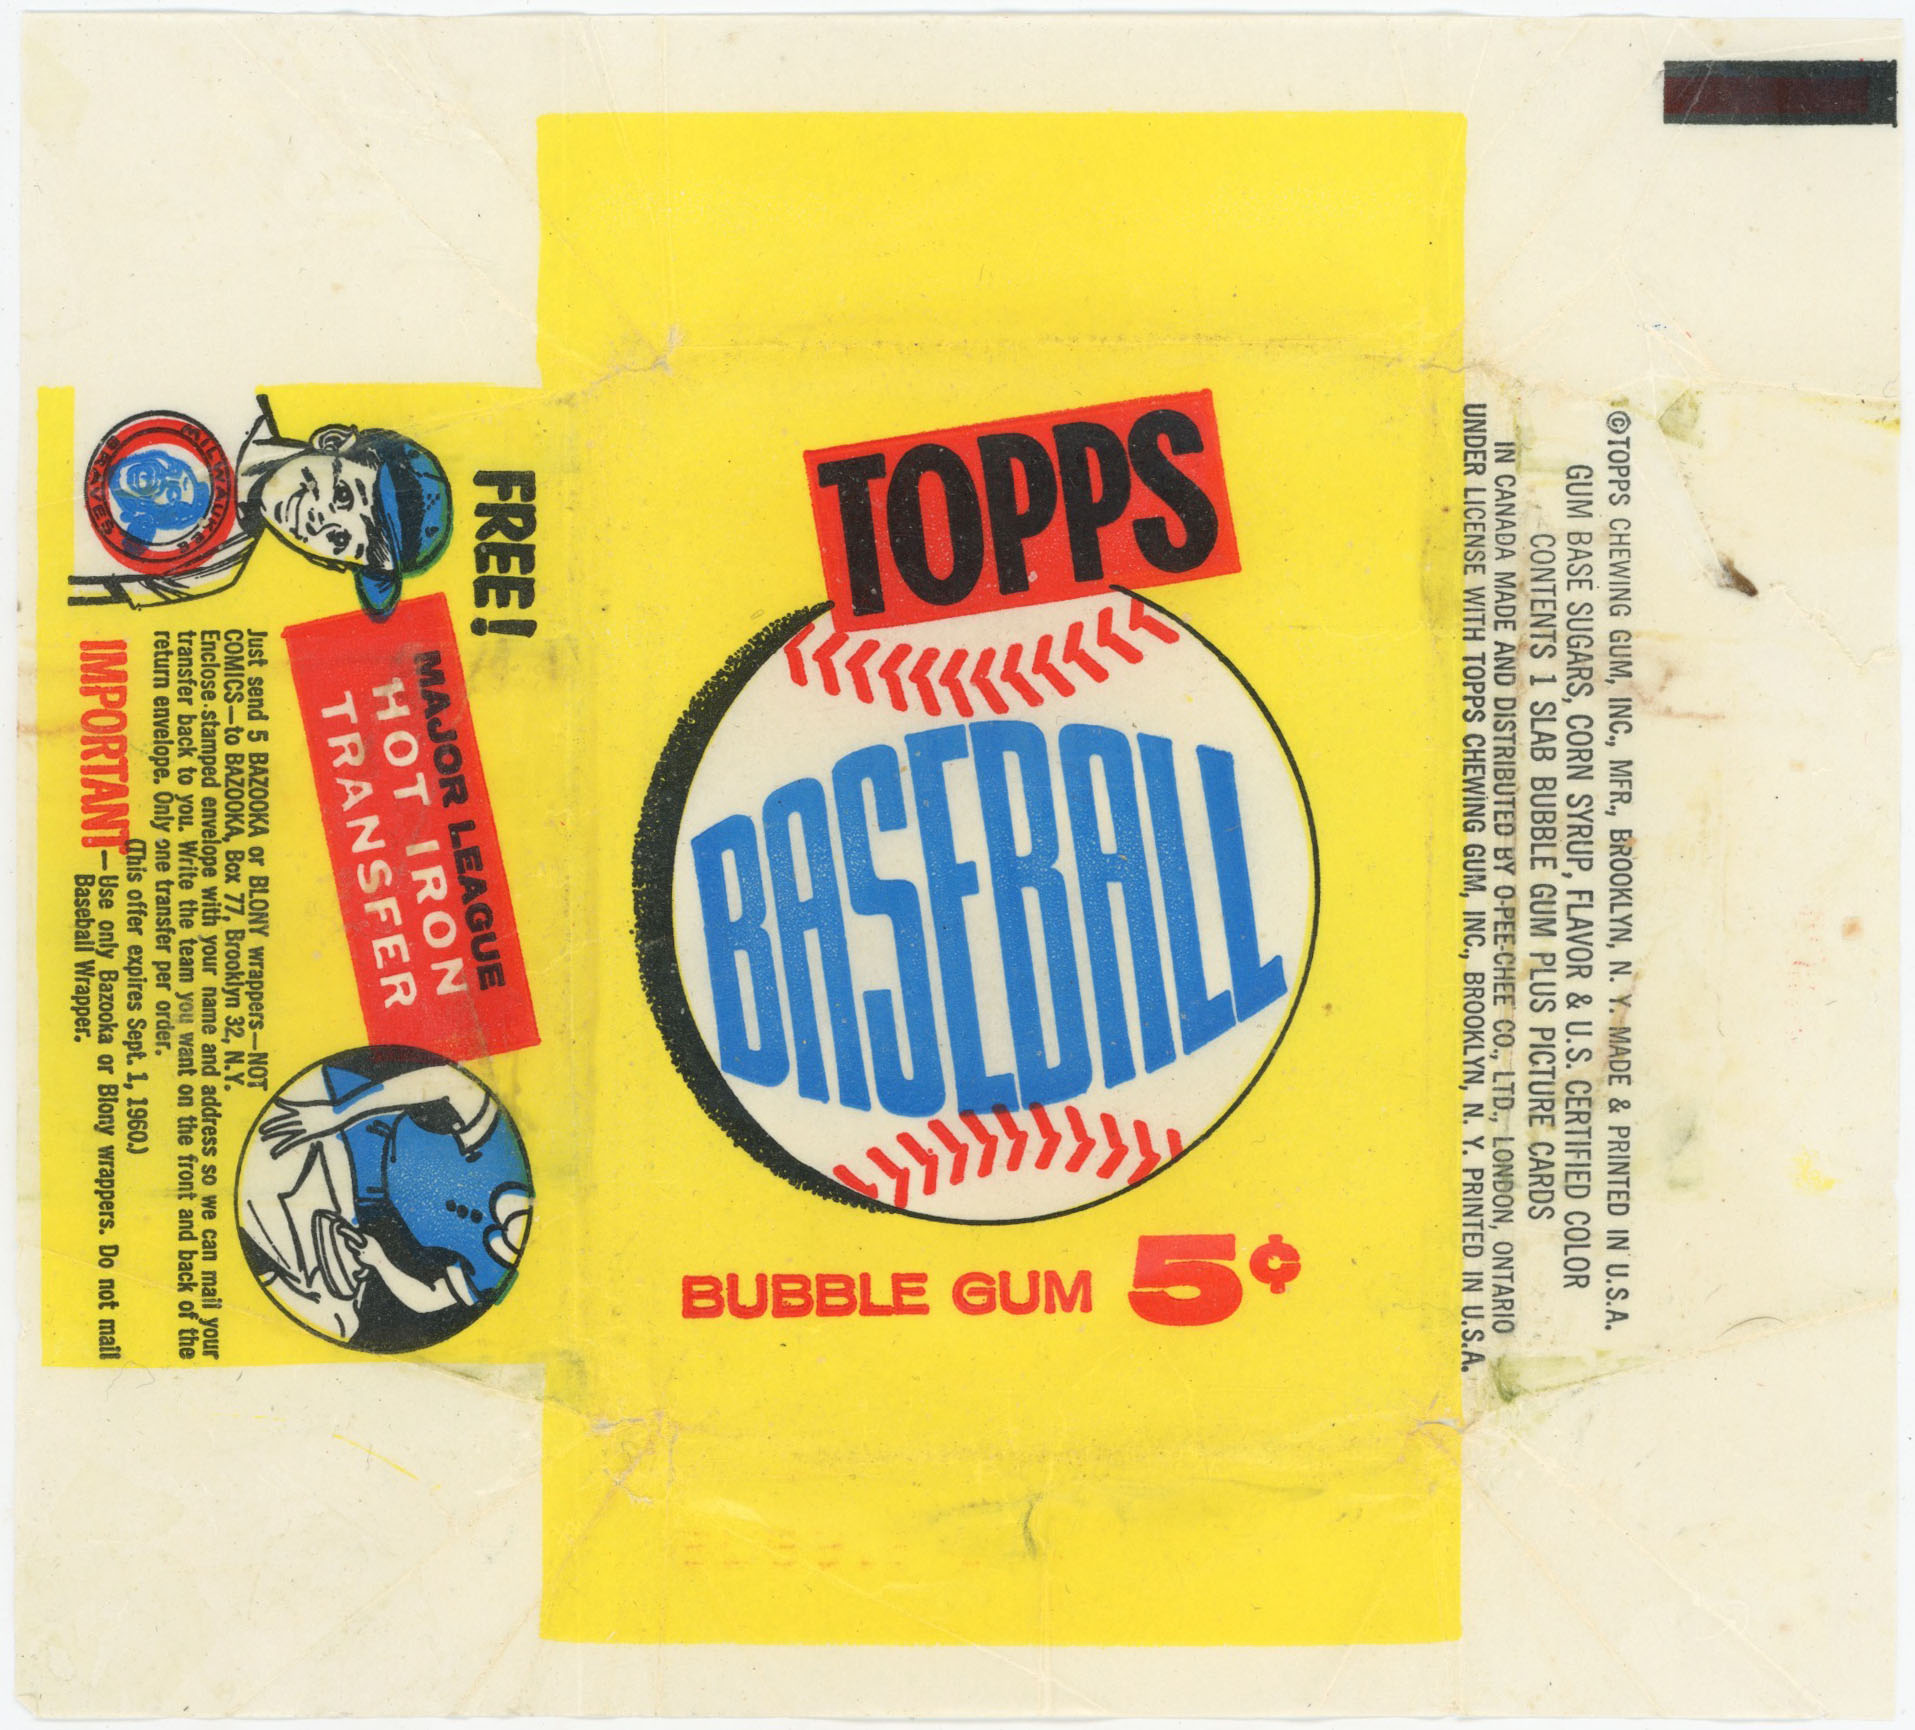 TOPPS
BASEBALL
BUBBLE GUM 5¢
FREE!
MAJOR LEAGUE
HOT IRON
TRANSFER
MILWAUKEE
BRAVES
Just send 5 BAZOOKA or BLONY wrappers—NOT
COMICS—to BAZOOKA, Box 77, Brooklyn 32, N.Y.
Enclose stamped envelope with your name and address so we can mail your
transfer back to you. Write the team you want on the front and back of the
return envelope. Only one transfer per order.
(This offer expires Sept. 1, 1960.)
IMPORTANT—Use only Bazooka or Blony wrappers. Do not mail
Baseball Wrapper.
©TOPPS CHEWING GUM, INC., MFR., BROOKLYN, N. Y. MADE & PRINTED IN U.S.A.
GUM BASE SUGARS, CORN SYRUP, FLAVOR & U.S. CERTIFIED COLOR
CONTENTS 1 SLAB BUBBLE GUM PLUS PICTURE CARDS
IN CANADA MADE AND DISTRIBUTED BY O-PEE-CHEE CO., LTD., LONDON, ONTARIO
UNDER LICENSE WITH TOPPS CHEWING GUM, INC., BROOKLYN, N. Y. PRINTED IN U.S.A.